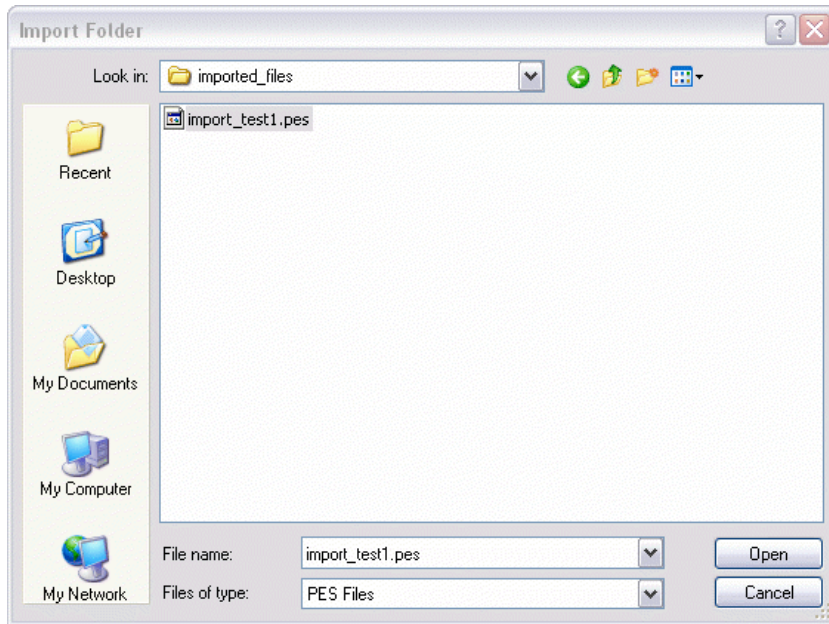 Import Folder
Look in: imported_files
import_test1.pes
Recent
Desktop
My Documents
My Computer
My Network
File name: import_test1.pes Open
Files of type: PES Files Cancel